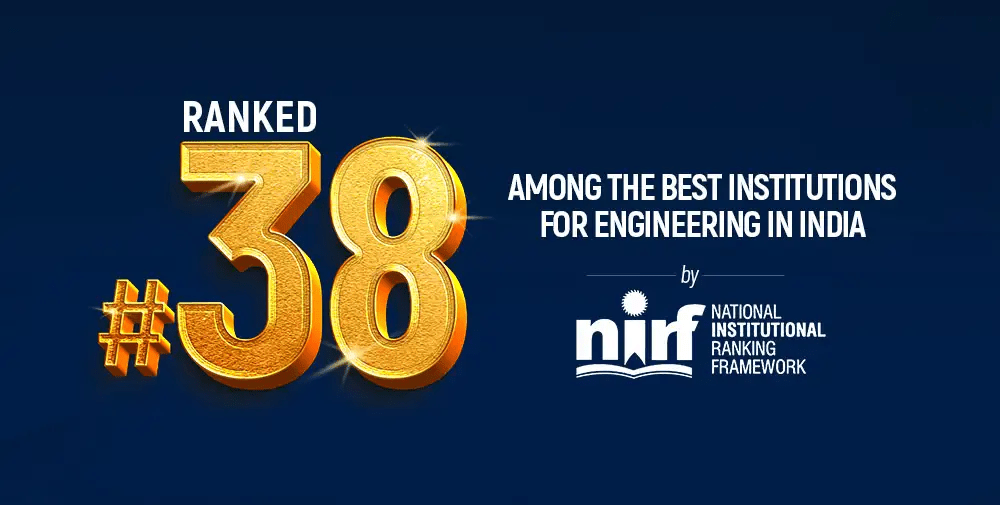 RANKED
#38
AMONG THE BEST INSTITUTIONS
FOR ENGINEERING IN INDIA
by
nirf
NATIONAL
INSTITUTIONAL
RANKING
FRAMEWORK